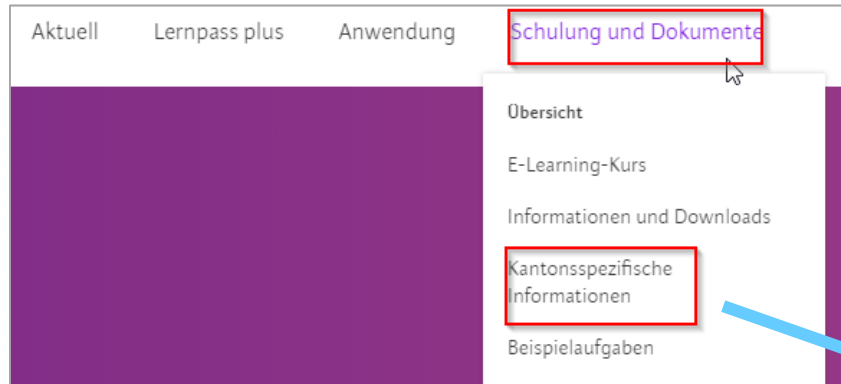 Aktuell Lernpass plus Anwendung Schulung und Dokumente
Übersicht
E-Learning-Kurs
Informationen und Downloads
Kantonsspezifische
Informationen
Beispielaufgaben